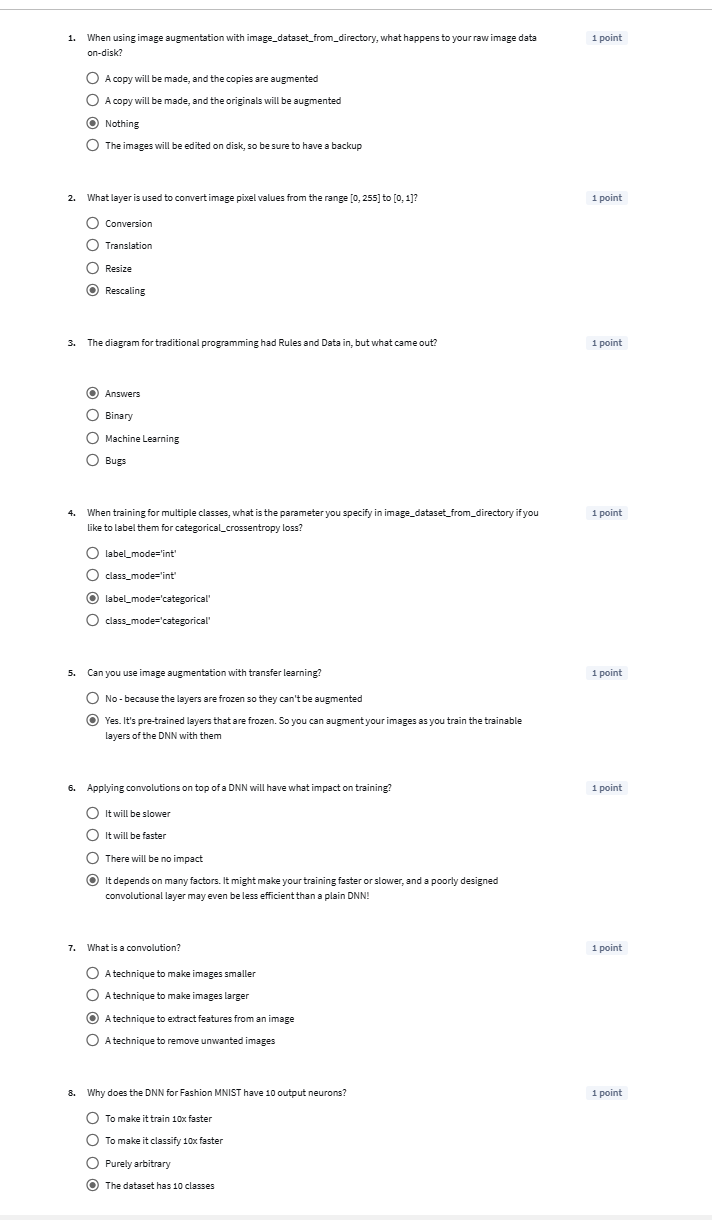 1. When using image augmentation with image_dataset_from_directory, what happens to your raw image data 1 point
on-disk?
A copy will be made, and the copies are augmented
A copy will be made, and the originals will be augmented
Nothing
The images will be edited on disk, so be sure to have a backup
2. What layer is used to convert image pixel values from the range [0, 255] to [0, 1]? 1 point
Conversion
Translation
Resize
Rescaling
3. The diagram for traditional programming had Rules and Data in, but what came out? 1 point
Answers
Binary
Machine Learning
Bugs
4. When training for multiple classes, what is the parameter you specify in image_dataset_from_directory if you 1 point
like to label them for categorical_crossentropy loss?
label_mode='int'
class_mode='int'
label_mode='categorical'
class_mode='categorical'
5. Can you use image augmentation with transfer learning? 1 point
No - because the layers are frozen so they can't be augmented
Yes. It's pre-trained layers that are frozen. So you can augment your images as you train the trainable
layers of the DNN with them
6. Applying convolutions on top of a DNN will have what impact on training? 1 point
It will be slower
It will be faster
There will be no impact
It depends on many factors. It might make your training faster or slower, and a poorly designed
convolutional layer may even be less efficient than a plain DNN!
7. What is a convolution? 1 point
A technique to make images smaller
A technique to make images larger
A technique to extract features from an image
A technique to remove unwanted images
8. Why does the DNN for Fashion MNIST have 10 output neurons? 1 point
To make it train 10x faster
To make it classify 10x faster
Purely arbitrary
The dataset has 10 classes